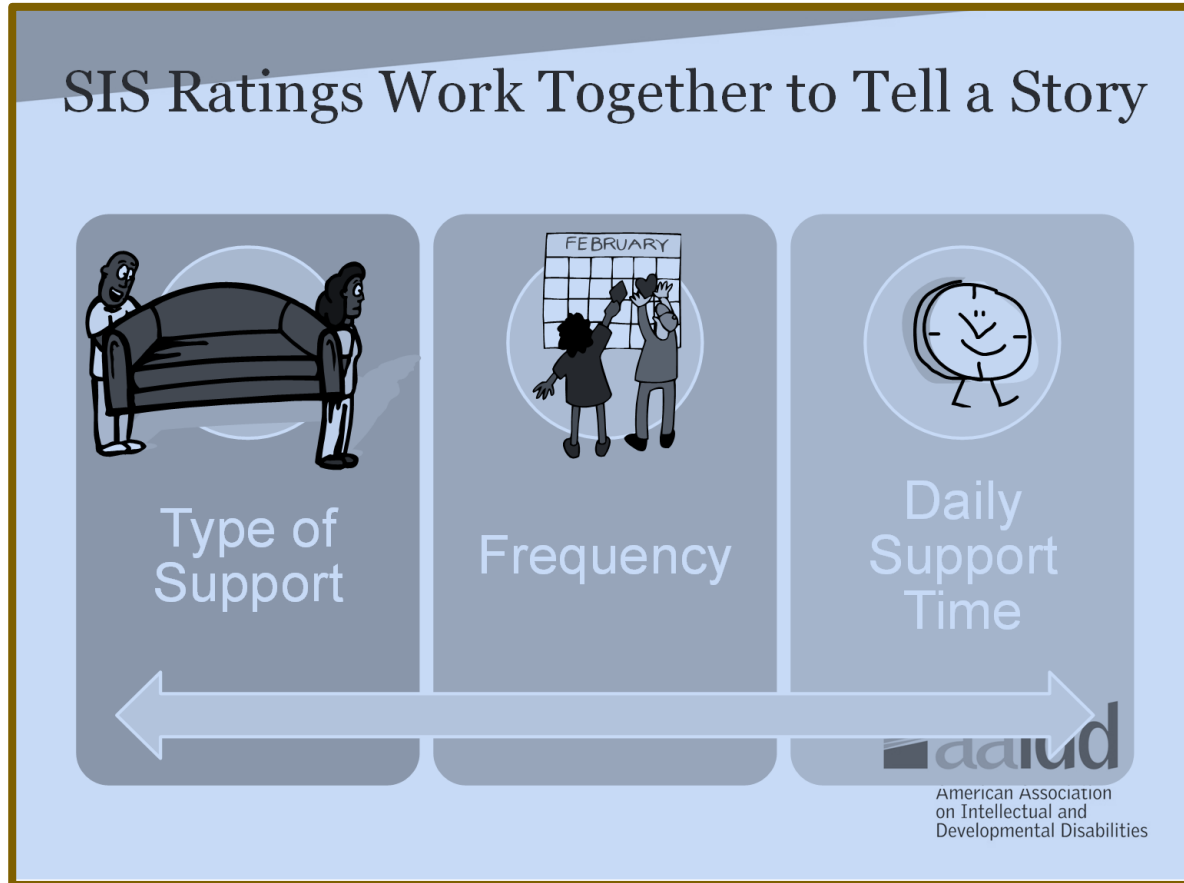 SIS Ratings Work Together to Tell a Story
FEBRUARY
Type of
Support
Frequency
Daily
Support
Time
aaidd
American Association
on Intellectual and
Developmental Disabilities